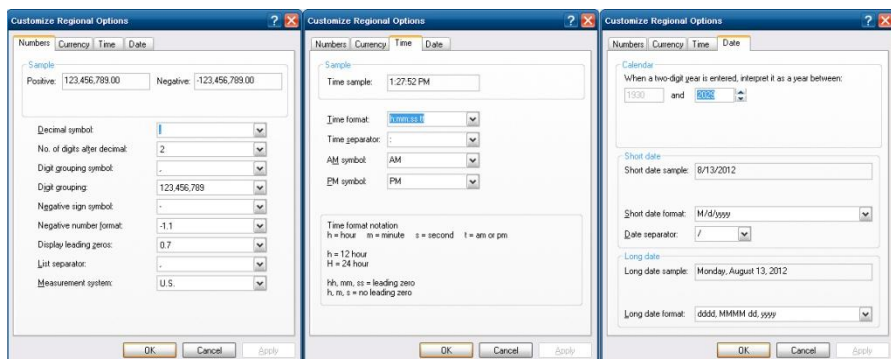 Customize Regional Options
Numbers Currency Time Date
Sample
Positive: 123,456,789.00 Negative: -123,456,789.00
Decimal symbol: .
No. of digits after decimal: 2
Digit grouping symbol: ,
Digit grouping: 123,456,789
Negative sign symbol: -
Negative number format: -1.1
Display leading zeros: 0.7
List separator: ,
Measurement system: U.S.
OK Cancel Apply
Customize Regional Options
Numbers Currency Time Date
Sample
Time sample: 1:27:52 PM
Time format: h:mm:ss tt
Time separator: :
AM symbol: AM
PM symbol: PM
Time format notation
h = hour m = minute s = second t = am or pm
h = 12 hour
H = 24 hour
hh, mm, ss = leading zero
h, m, s = no leading zero
OK Cancel Apply
Customize Regional Options
Numbers Currency Time Date
Calendar
When a two-digit year is entered, interpret it as a year between:
1930 and 2029
Short date
Short date sample: 8/13/2012
Short date format: M/d/yyyy
Date separator: /
Long date
Long date sample: Monday, August 13, 2012
Long date format: dddd, MMMM dd, yyyy
OK Cancel Apply